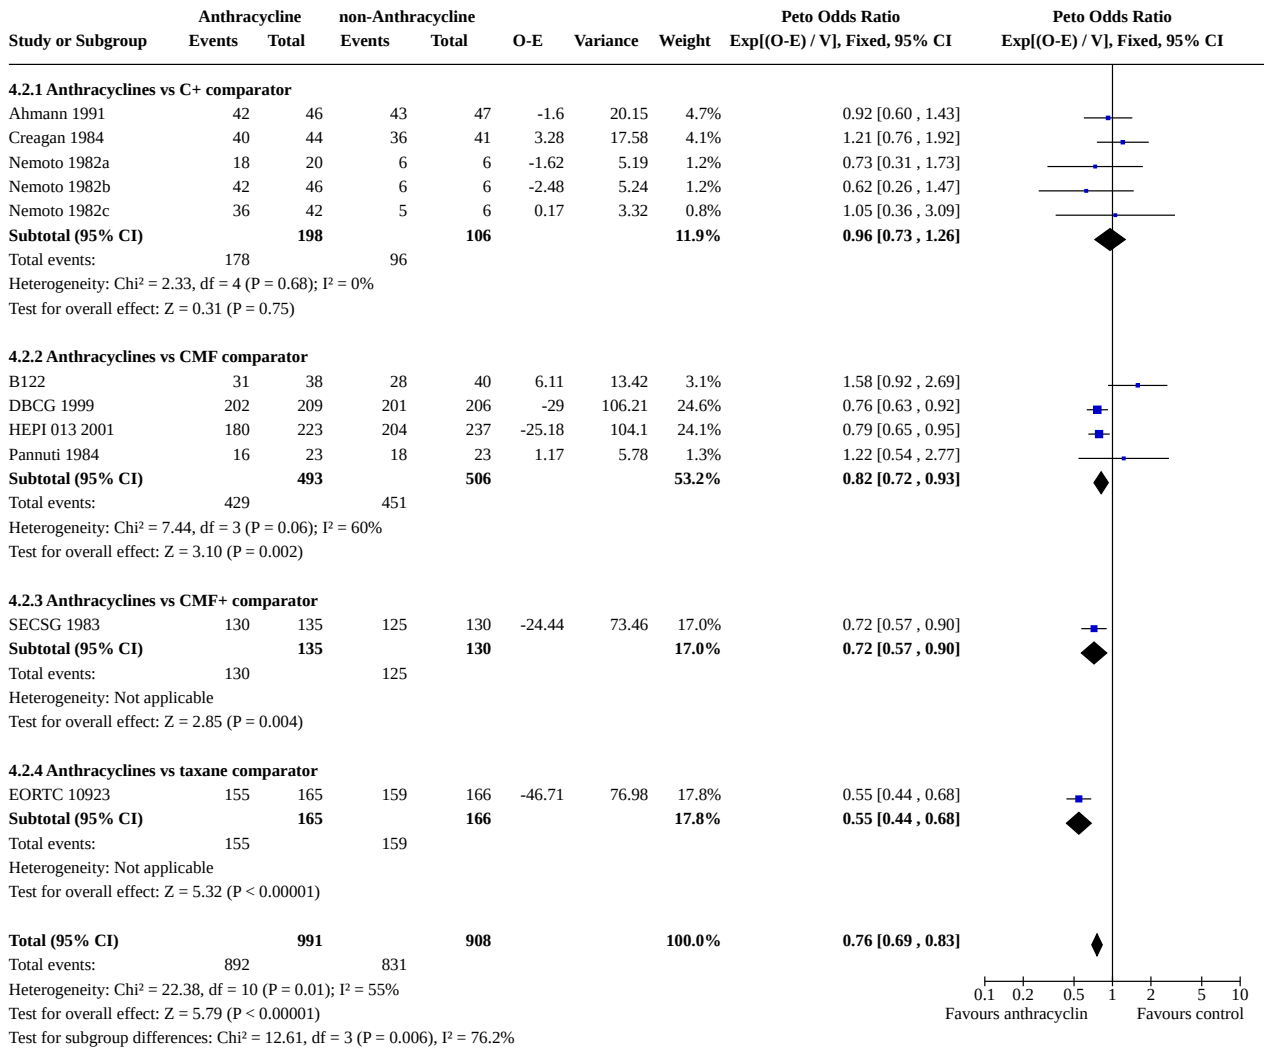 Anthracycline non-Anthracycline Peto Odds Ratio Peto Odds Ratio
Study or Subgroup Events Total Events Total O-E Variance Weight Exp[(O-E) / V], Fixed, 95% CI Exp[(O-E) / V], Fixed, 95% CI
4.2.1 Anthracyclines vs C+ comparator
Ahmann 1991 42 46 43 47 -1.6 20.15 4.7% 0.92 [0.60 , 1.43]
Creagan 1984 40 44 36 41 3.28 17.58 4.1% 1.21 [0.76 , 1.92]
Nemoto 1982a 18 20 6 6 -1.62 5.19 1.2% 0.73 [0.31 , 1.73]
Nemoto 1982b 42 46 6 6 -2.48 5.24 1.2% 0.62 [0.26 , 1.47]
Nemoto 1982c 36 42 5 6 0.17 3.32 0.8% 1.05 [0.36 , 3.09]
Subtotal (95% CI) 198 106 11.9% 0.96 [0.73 , 1.26]
Total events: 178 96
Heterogeneity: Chi² = 2.33, df = 4 (P = 0.68); I² = 0%
Test for overall effect: Z = 0.31 (P = 0.75)
4.2.2 Anthracyclines vs CMF comparator
B122 31 38 28 40 6.11 13.42 3.1% 1.58 [0.92 , 2.69]
DBCG 1999 202 209 201 206 -29 106.21 24.6% 0.76 [0.63 , 0.92]
HEPI 013 2001 180 223 204 237 -25.18 104.1 24.1% 0.79 [0.65 , 0.95]
Pannuti 1984 16 23 18 23 1.17 5.78 1.3% 1.22 [0.54 , 2.77]
Subtotal (95% CI) 493 506 53.2% 0.82 [0.72 , 0.93]
Total events: 429 451
Heterogeneity: Chi² = 7.44, df = 3 (P = 0.06); I² = 60%
Test for overall effect: Z = 3.10 (P = 0.002)
4.2.3 Anthracyclines vs CMF+ comparator
SECSG 1983 130 135 125 130 -24.44 73.46 17.0% 0.72 [0.57 , 0.90]
Subtotal (95% CI) 135 130 17.0% 0.72 [0.57 , 0.90]
Total events: 130 125
Heterogeneity: Not applicable
Test for overall effect: Z = 2.85 (P = 0.004)
4.2.4 Anthracyclines vs taxane comparator
EORTC 10923 155 165 159 166 -46.71 76.98 17.8% 0.55 [0.44 , 0.68]
Subtotal (95% CI) 165 166 17.8% 0.55 [0.44 , 0.68]
Total events: 155 159
Heterogeneity: Not applicable
Test for overall effect: Z = 5.32 (P < 0.00001)
Total (95% CI) 991 908 100.0% 0.76 [0.69 , 0.83]
Total events: 892 831
Heterogeneity: Chi² = 22.38, df = 10 (P = 0.01); I² = 55% 0.1 0.2 0.5 1 2 5 10
Test for overall effect: Z = 5.79 (P < 0.00001) Favours anthracyclin Favours control
Test for subgroup differences: Chi² = 12.61, df = 3 (P = 0.006), I² = 76.2%